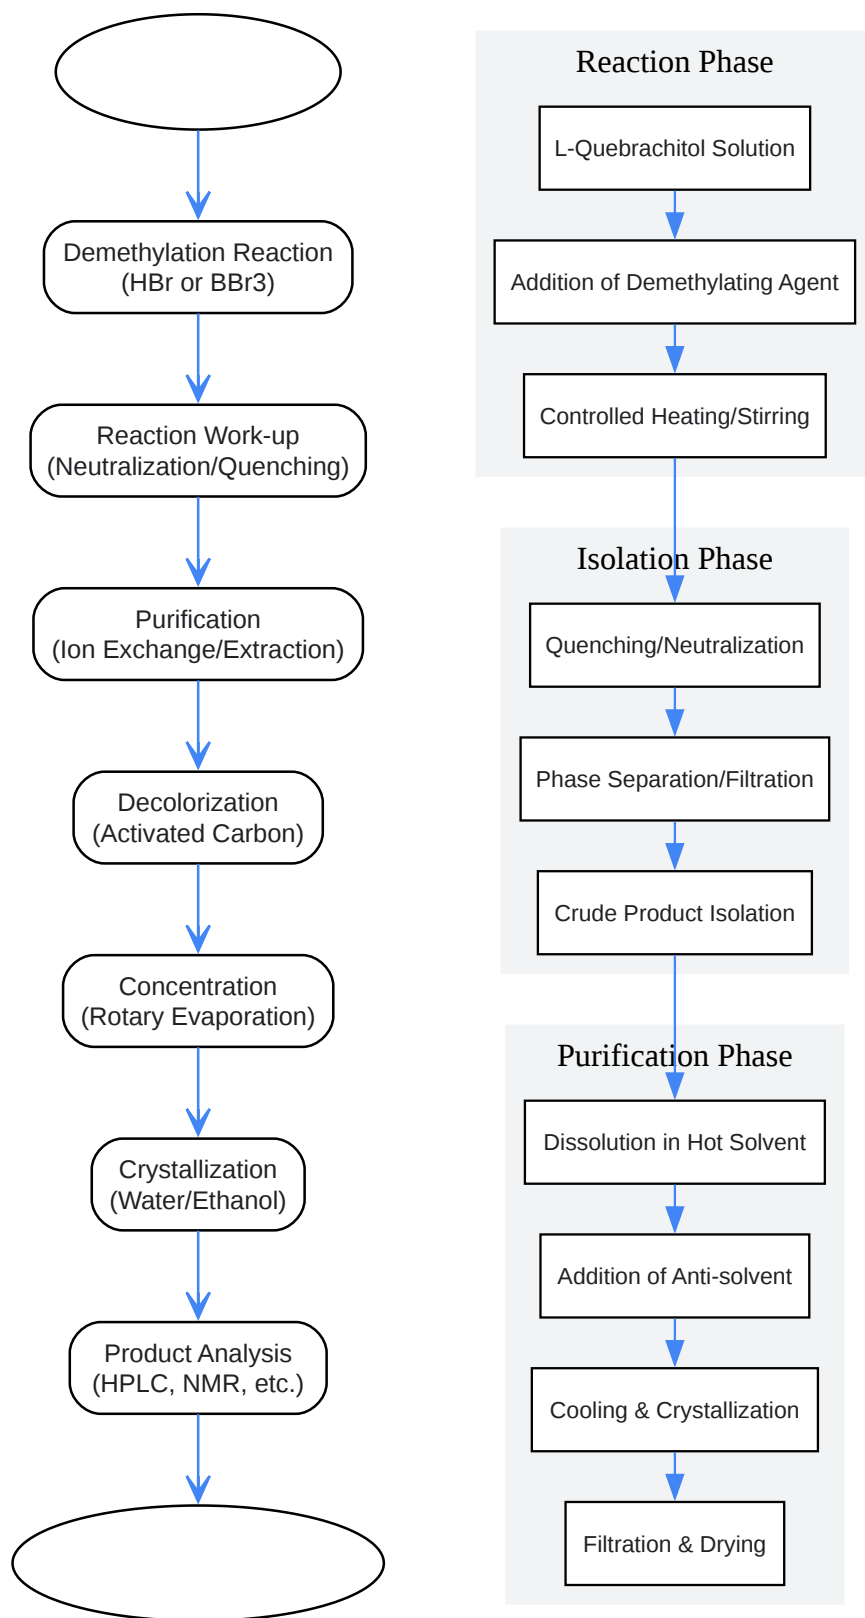 Demethylation Reaction
(HBr or BBr3)
Reaction Work-up
(Neutralization/Quenching)
Purification
(Ion Exchange/Extraction)
Decolorization
(Activated Carbon)
Concentration
(Rotary Evaporation)
Crystallization
(Water/Ethanol)
Product Analysis
(HPLC, NMR, etc.)
Reaction Phase
L-Quebrachitol Solution
Addition of Demethylating Agent
Controlled Heating/Stirring
Isolation Phase
Quenching/Neutralization
Phase Separation/Filtration
Crude Product Isolation
Purification Phase
Dissolution in Hot Solvent
Addition of Anti-solvent
Cooling & Crystallization
Filtration & Drying